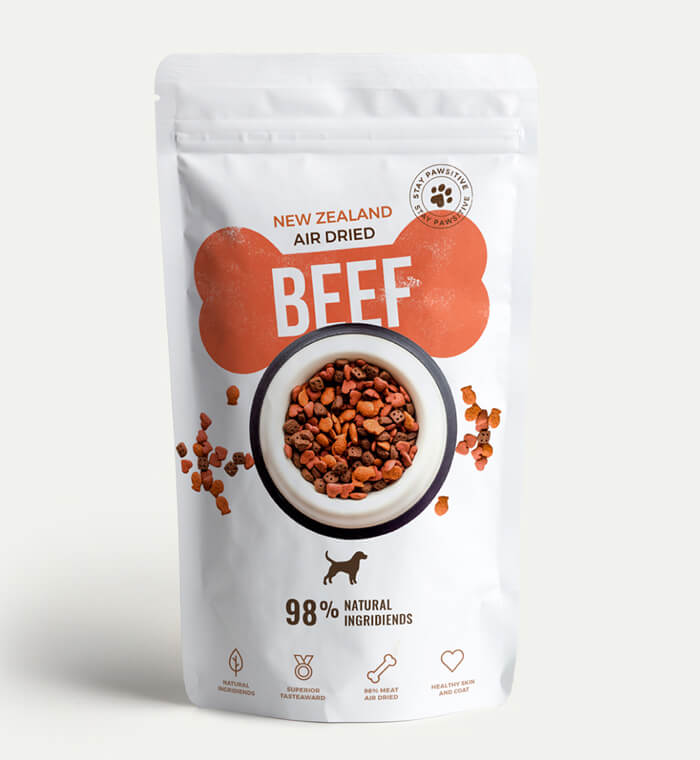 STAY PAWSITIVE
STAY PAWSITIVE
NEW ZEALAND
AIR DRIED
BEEF
98% NATURAL
INGRIDIENDS
NATURAL
INGRIDIENDS
SUPERIOR
TASTEAWARD
96% MEAT
AIR DRIED
HEALTHY SKIN
AND COAT